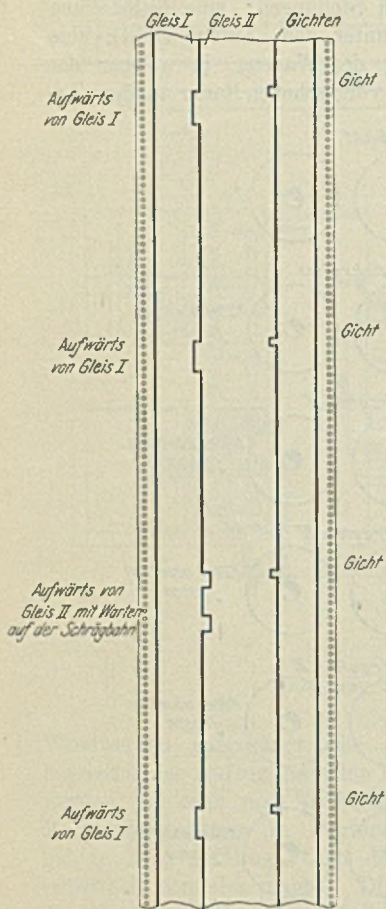 Gleis I Gleis II Gichten
Aufwärts
von Gleis I
Gicht
Aufwärts
von Gleis I
Gicht
Aufwärts von
Gleis II mit Warten
auf der Schrägbahn
Gicht
Aufwärts
von Gleis I
Gicht